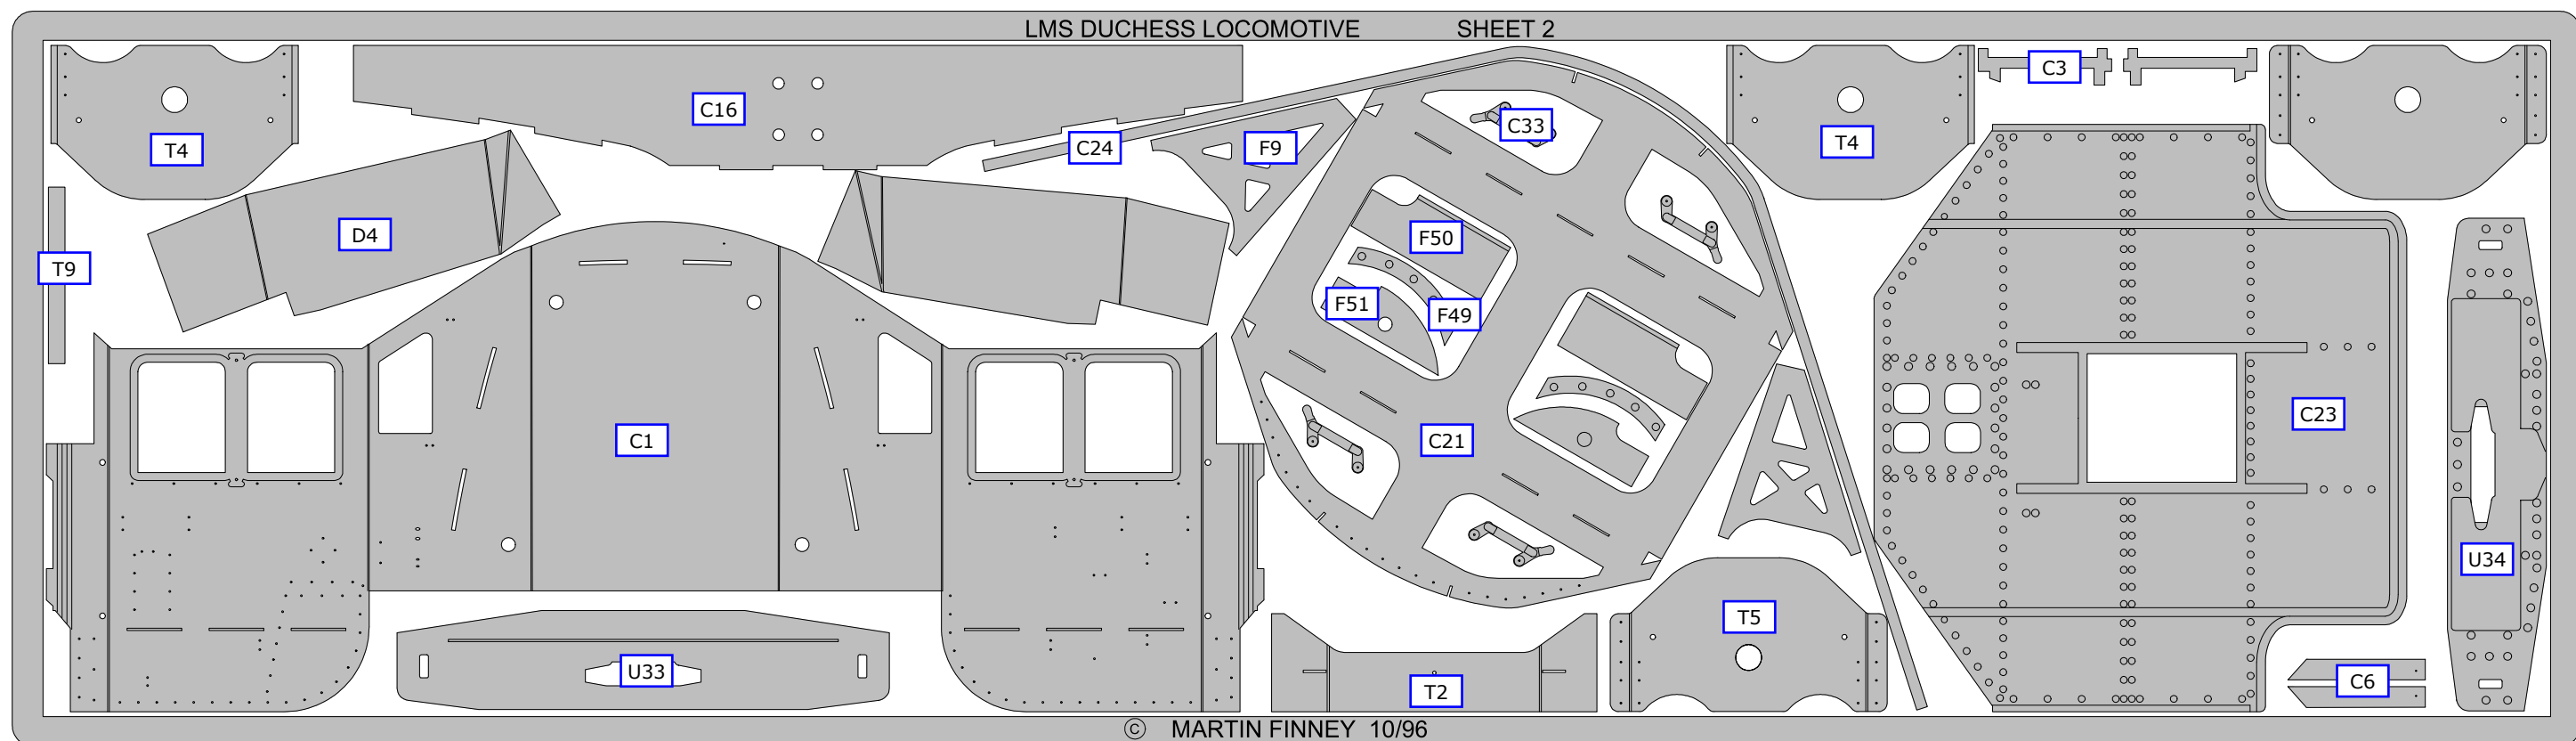 LMS DUCHESS LOCOMOTIVE SHEET 2
C3
C16
C33
T4
T4
C24
F9
D4
F50
T9
F51
F49
C1
C21
C23
U34
T5
U33
T2
C6
© MARTIN FINNEY 10/96